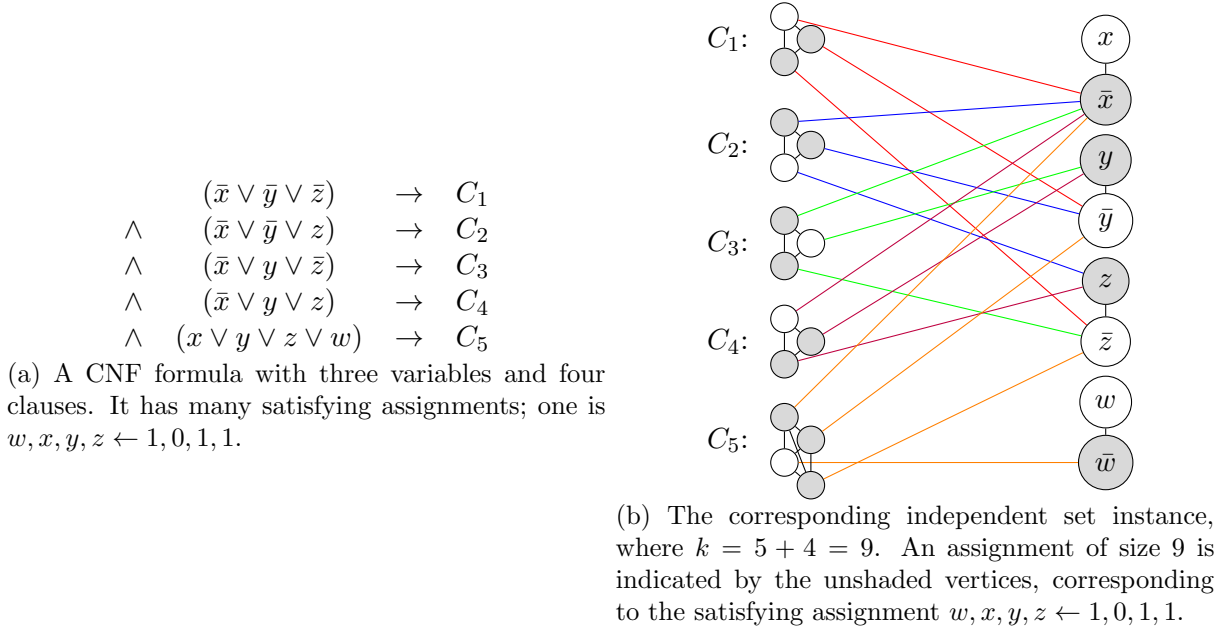 (x̄ ∨ ȳ ∨ z̄) → C₁
∧ (x̄ ∨ ȳ ∨ z) → C₂
∧ (x̄ ∨ y ∨ z̄) → C₃
∧ (x̄ ∨ y ∨ z) → C₄
∧ (x ∨ y ∨ z ∨ w) → C₅
(a) A CNF formula with three variables and four
clauses. It has many satisfying assignments; one is
w, x, y, z ← 1, 0, 1, 1.
C₁:
C₂:
C₃:
C₄:
C₅:
x
x̄
y
ȳ
z
z̄
w
w̄
(b) The corresponding independent set instance,
where k = 5 + 4 = 9. An assignment of size 9 is
indicated by the unshaded vertices, corresponding
to the satisfying assignment w, x, y, z ← 1, 0, 1, 1.